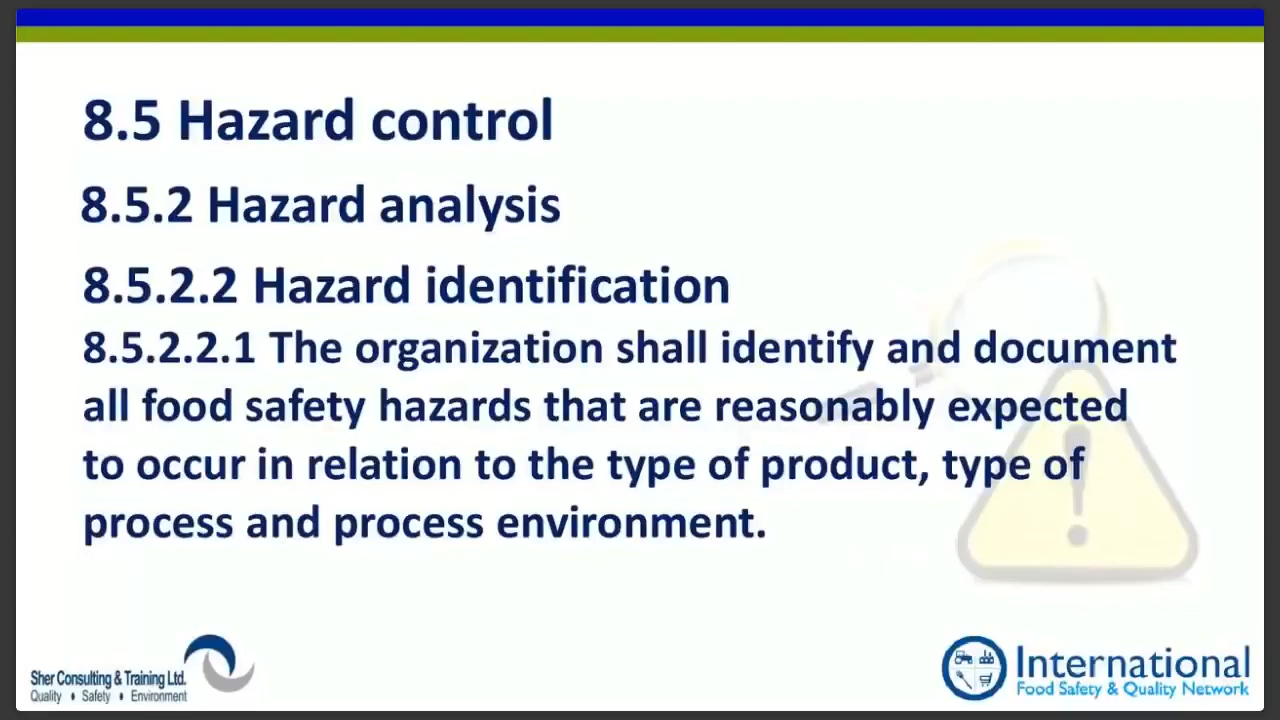 8.5 Hazard control
8.5.2 Hazard analysis
8.5.2.2 Hazard identification
8.5.2.2.1 The organization shall identify and document
all food safety hazards that are reasonably expected
to occur in relation to the type of product, type of
process and process environment.
Sher Consulting & Training Ltd.
Quality • Safety • Environment
International
Food Safety & Quality Network